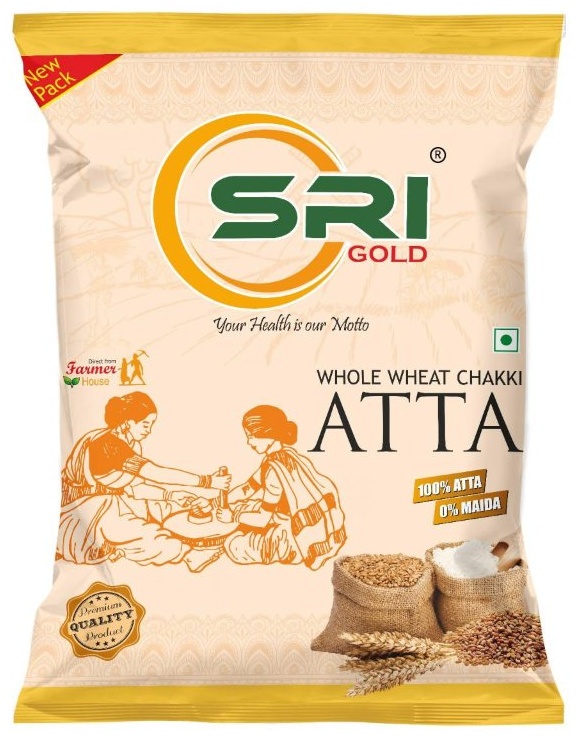 New
Pack
SRI
®
GOLD
Your Health is our Motto
Direct from
Farmer
House
WHOLE WHEAT CHAKKI
ATTA
100% ATTA
0% MAIDA
Premium
QUALITY
Product